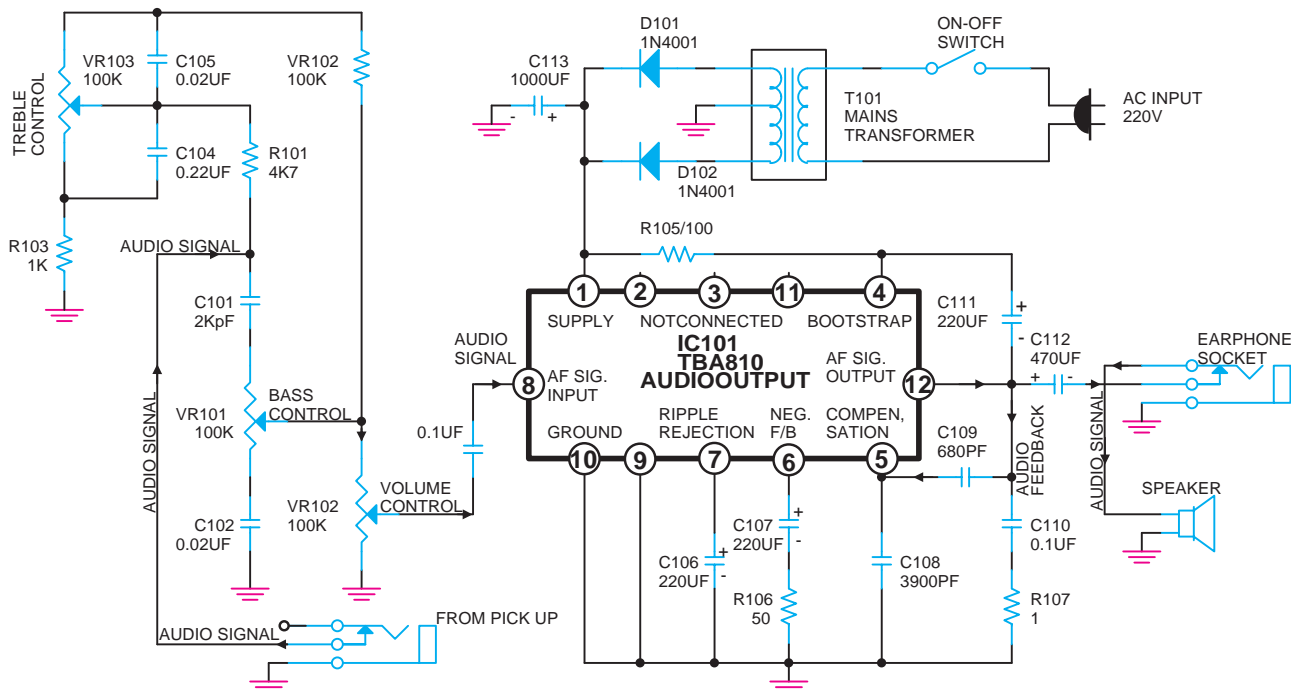 D101
1N4001
ON-OFF
SWITCH
VR103
100K
C105
0.02UF
VR102
100K
C113
1000UF
-
+
TREBLE
CONTROL
T101
MAINS
TRANSFORMER
AC INPUT
220V
C104
0.22UF
R101
4K7
D102
1N4001
R103
1K
AUDIO SIGNAL
R105/100
C101
2KpF
1
2
3
11
4
SUPPLY
NOTCONNECTED
BOOTSTRAP
C111
220UF
+
-
IC101
TBA810
AUDIOOUTPUT
AUDIO
SIGNAL
8
AF SIG.
INPUT
AF SIG.
OUTPUT
12
C112
470UF
+
-
EARPHONE
SOCKET
VR101
100K
BASS
CONTROL
0.1UF
GROUND
RIPPLE
REJECTION
NEG.
F/B
COMPEN,
SATION
10
9
7
6
5
C109
680PF
AUDIO
FEEDBACK
AUDIO SIGNAL
AUDIO SIGNAL
VR102
100K
VOLUME
CONTROL
SPEAKER
C102
0.02UF
C106
220UF
+
-
C107
220UF
+
-
C108
3900PF
C110
0.1UF
R106
50
R107
1
FROM PICK UP
AUDIO SIGNAL